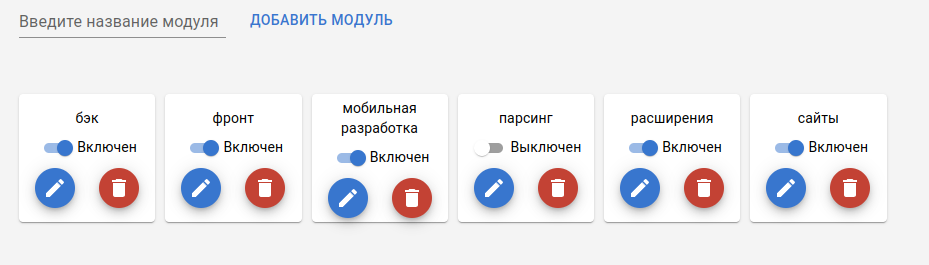 Введите название модуля
ДОБАВИТЬ МОДУЛЬ
бэк
Включен
фронт
Включен
мобильная
разработка
Включен
парсинг
Выключен
расширения
Включен
сайты
Включен